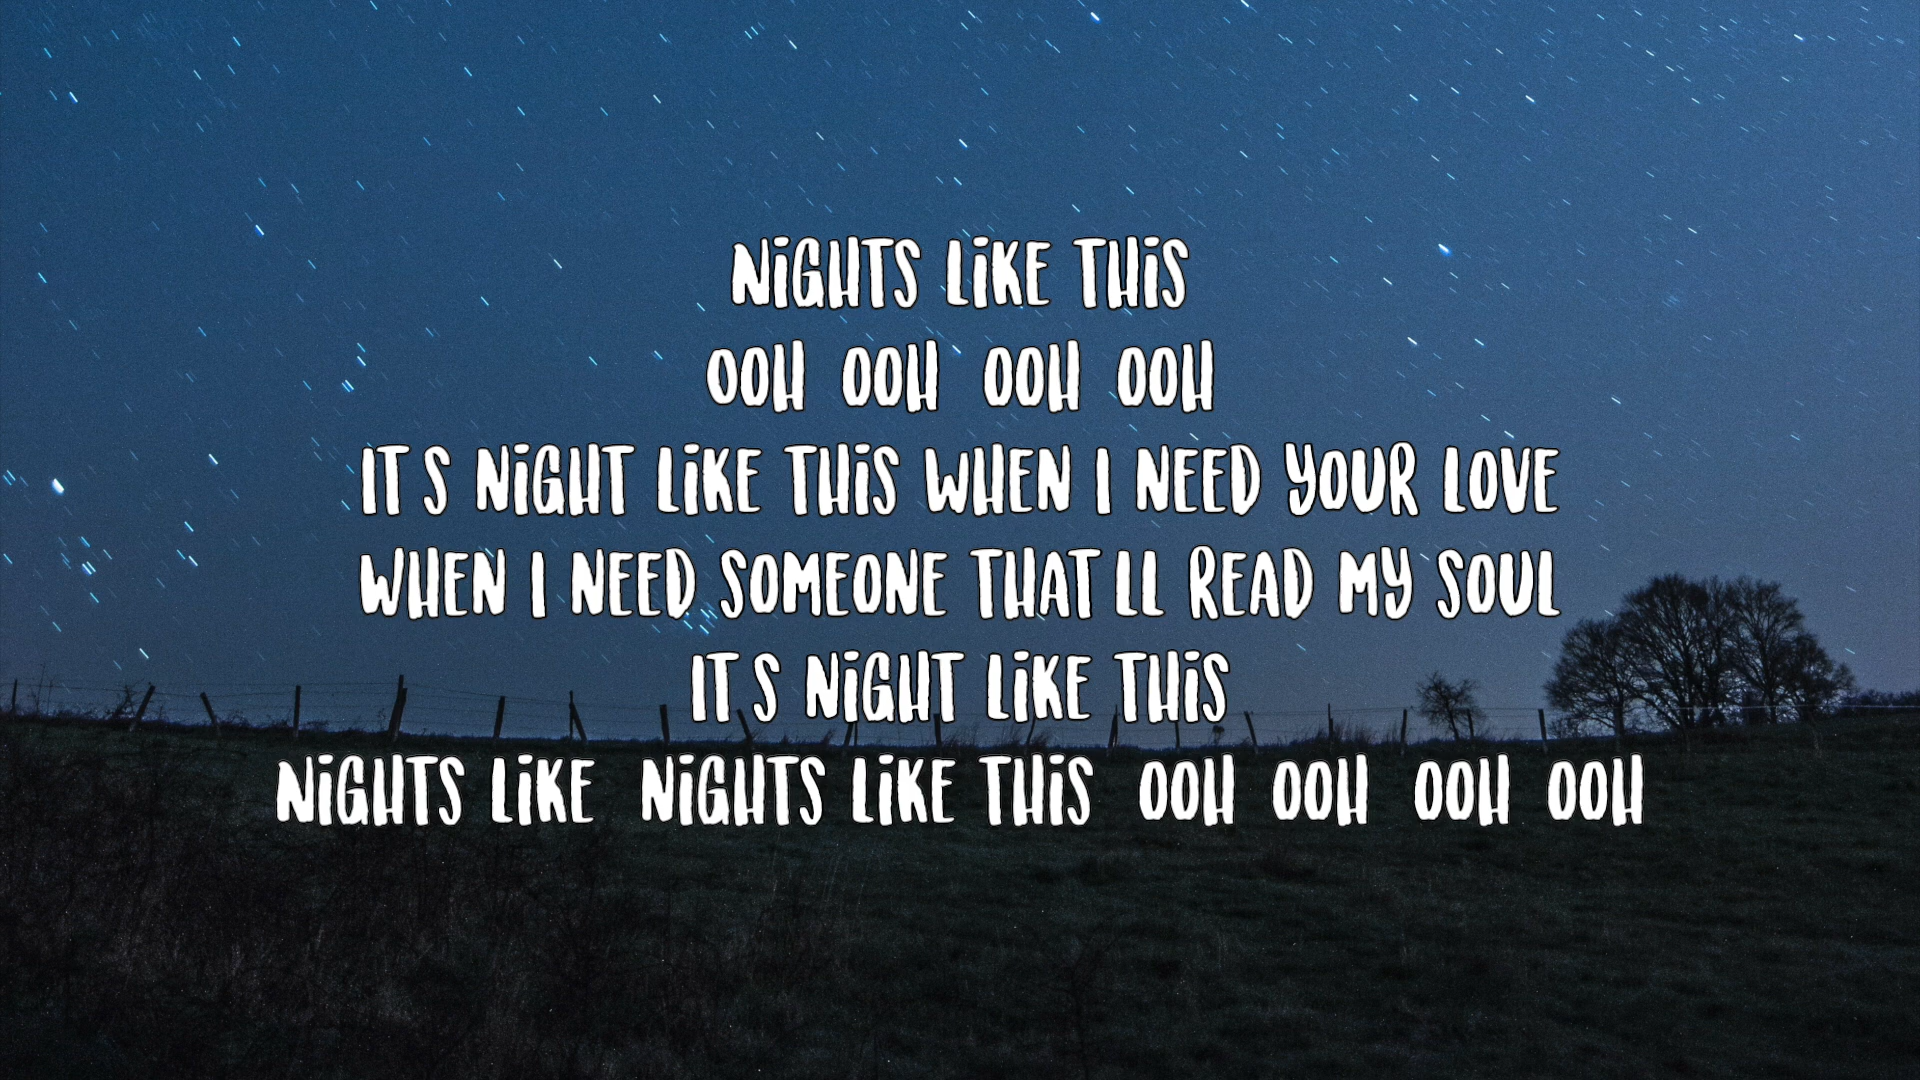 NiGHTS LiKE THiS
OOH OOH OOH OOH
IT S NiGHT LiKE THiS WHEN I NEED YOUR LOVE
WHEN I NEED SOMEONE THAT LL READ MY SOUL
IT S NiGHT LiKE THiS
NiGHTS LiKE NiGHTS LiKE THiS OOH OOH OOH OOH